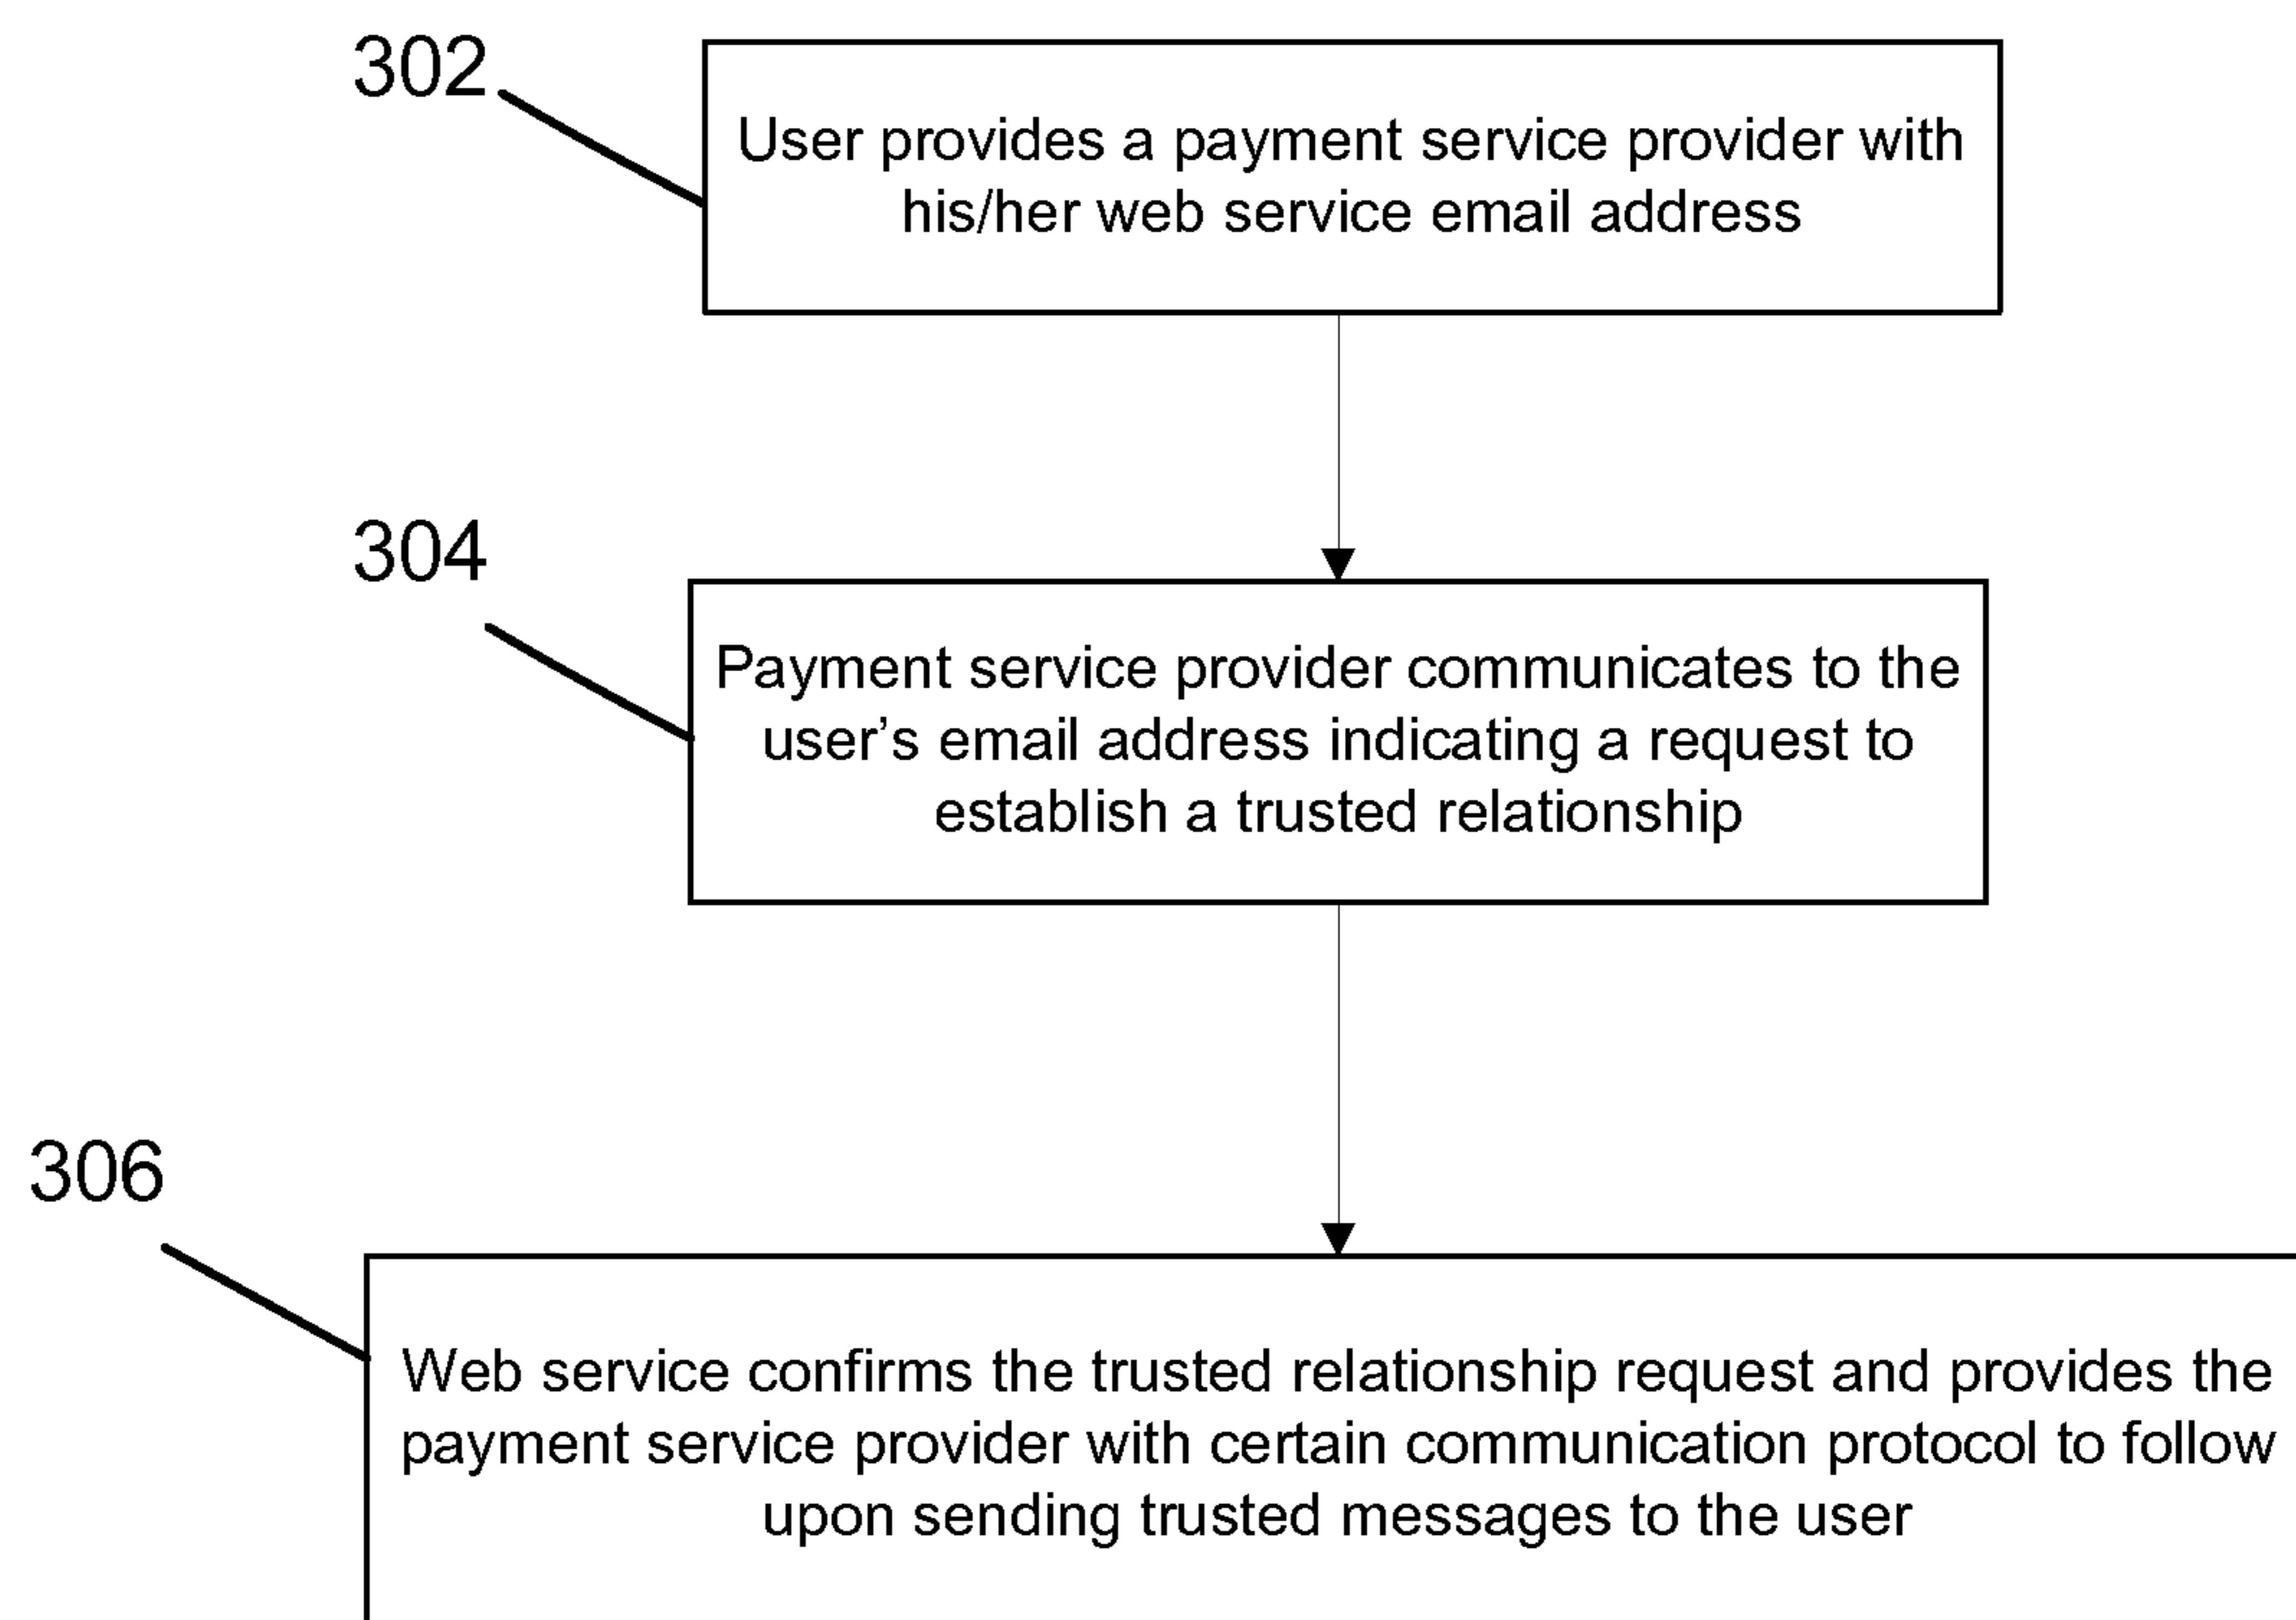 302
User provides a payment service provider with
his/her web service email address
304
Payment service provider communicates to the
user’s email address indicating a request to
establish a trusted relationship
306
Web service confirms the trusted relationship request and provides the
payment service provider with certain communication protocol to follow
upon sending trusted messages to the user